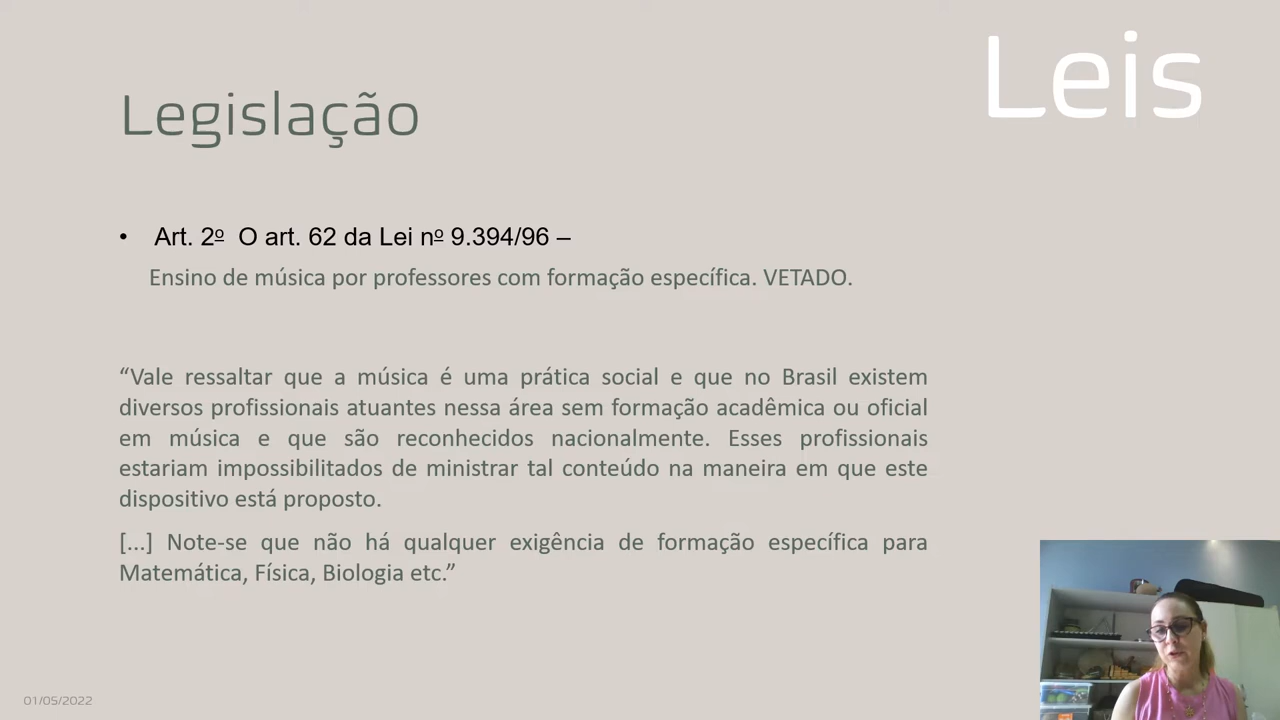 Leis
Legislação
• Art. 2º O art. 62 da Lei nº 9.394/96 –
Ensino de música por professores com formação específica. VETADO.
“Vale ressaltar que a música é uma prática social e que no Brasil existem
diversos profissionais atuantes nessa área sem formação acadêmica ou oficial
em música e que são reconhecidos nacionalmente. Esses profissionais
estariam impossibilitados de ministrar tal conteúdo na maneira em que este
dispositivo está proposto.
[...] Note-se que não há qualquer exigência de formação específica para
Matemática, Física, Biologia etc.”
01/05/2022